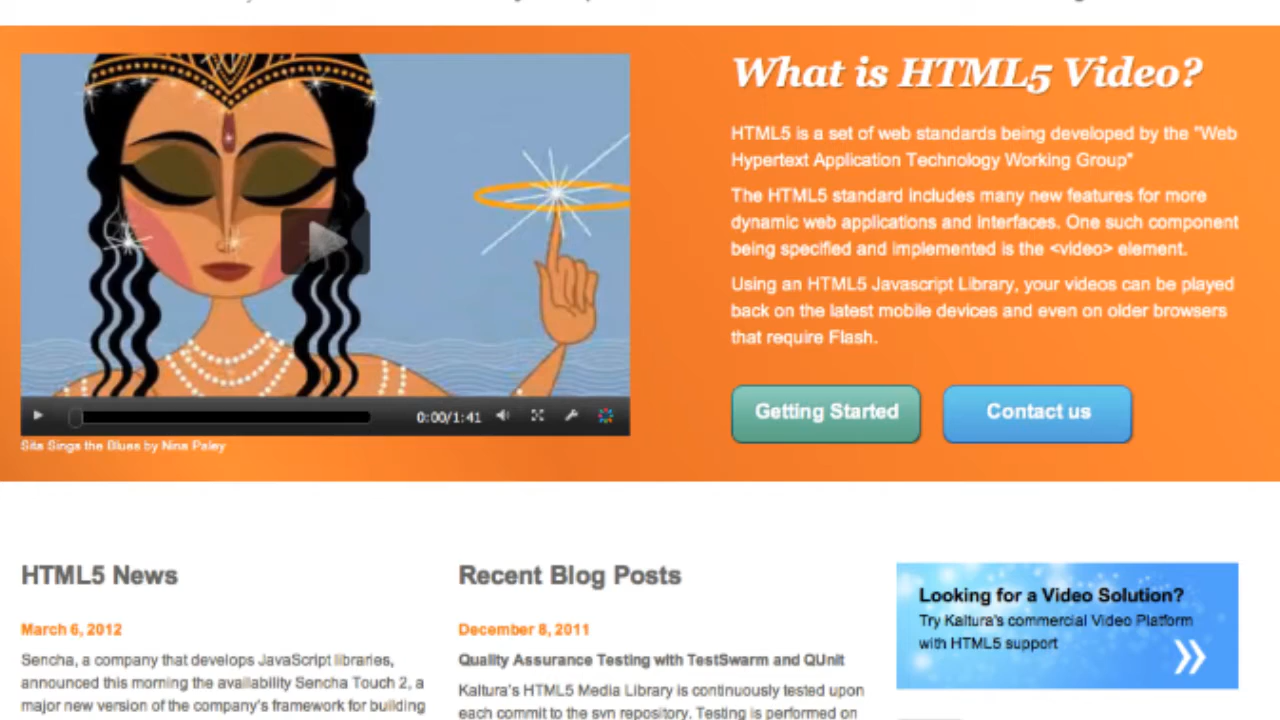 What is HTML5 Video?
HTML5 is a set of web standards being developed by the "Web
Hypertext Application Technology Working Group"
The HTML5 standard includes many new features for more
dynamic web applications and interfaces. One such component
being specified and implemented is the <video> element.
Using an HTML5 Javascript Library, your videos can be played
back on the latest mobile devices and even on older browsers
that require Flash.
Getting Started
Contact us
0:00/1:41
Sita Sings the Blues by Nina Paley
HTML5 News
March 6, 2012
Sencha, a company that develops JavaScript libraries,
announced this morning the availability Sencha Touch 2, a
major new version of the company's framework for building
Recent Blog Posts
December 8, 2011
Quality Assurance Testing with TestSwarm and QUnit
Kaltura's HTML5 Media Library is continuously tested upon
each commit to the svn repository. Testing is performed on
Looking for a Video Solution?
Try Kaltura's commercial Video Platform
with HTML5 support